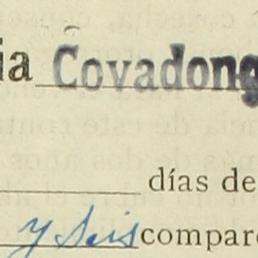 ia Covadong
días de
y seis compare